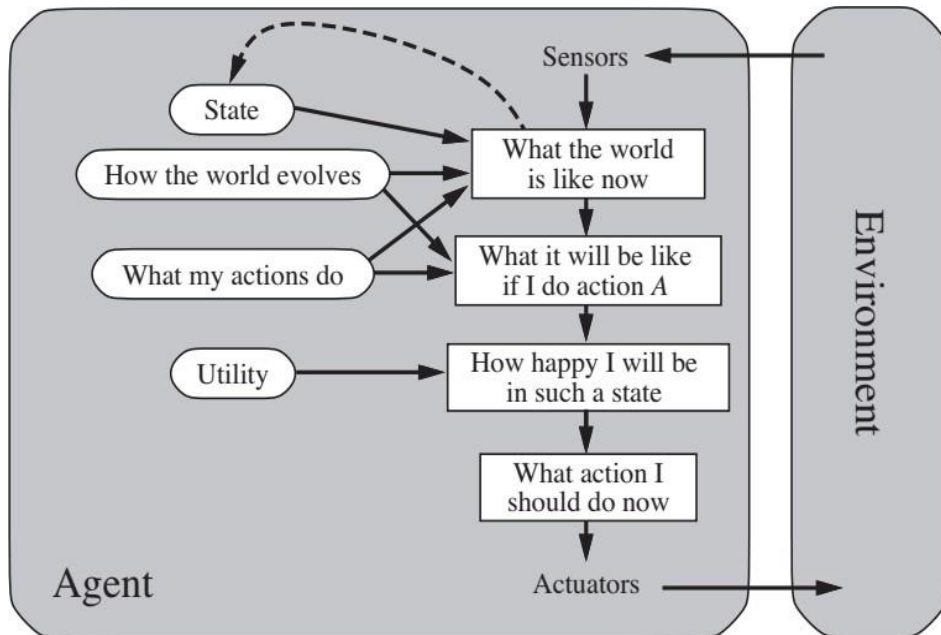 Sensors
State
What the world
is like now
How the world evolves
What my actions do
What it will be like
if I do action A
Utility
How happy I will be
in such a state
What action I
should do now
Agent
Actuators
Environment